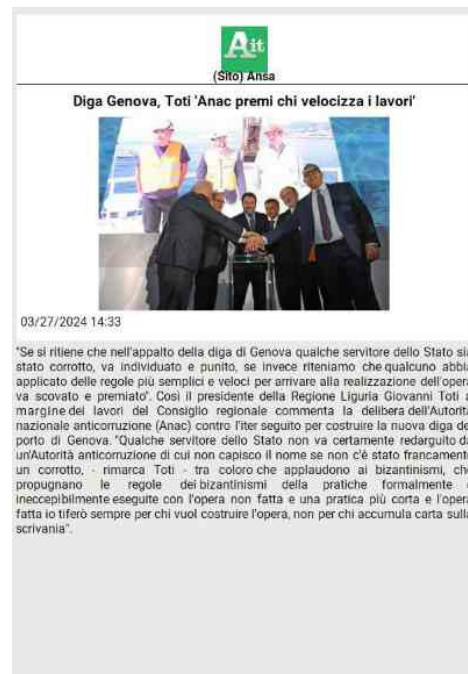 Ait
(Sito) Ansa
Diga Genova, Toti 'Anac premi chi velocizza i lavori'
03/27/2024 14:33
"Se si ritiene che nell'appalto della diga di Genova qualche servitore dello Stato sia
stato corrotto, va individuato e punito, se invece riteniamo che qualcuno abbia
applicato delle regole più semplici e veloci per arrivare alla realizzazione dell'opera
va scovato e premiato". Così il presidente della Regione Liguria Giovanni Toti a
margine dei lavori del Consiglio regionale commenta la delibera dell'Autorità
nazionale anticorruzione (Anac) contro l'iter seguito per costruire la nuova diga del
porto di Genova. "Qualche servitore dello Stato non va certamente redarguito da
un'Autorità anticorruzione di cui non capisco il nome se non c'è stato francamente
un corrotto, - rimarca Toti - tra coloro che applaudono ai bizantinismi, che
propugnano le regole dei bizantinismi della pratiche formalmente e
ineccepibilmente eseguite con l'opera non fatta e una pratica più corta e l'opera
fatta io tiferò sempre per chi vuol costruire l'opera, non per chi accumula carta sulla
scrivania".